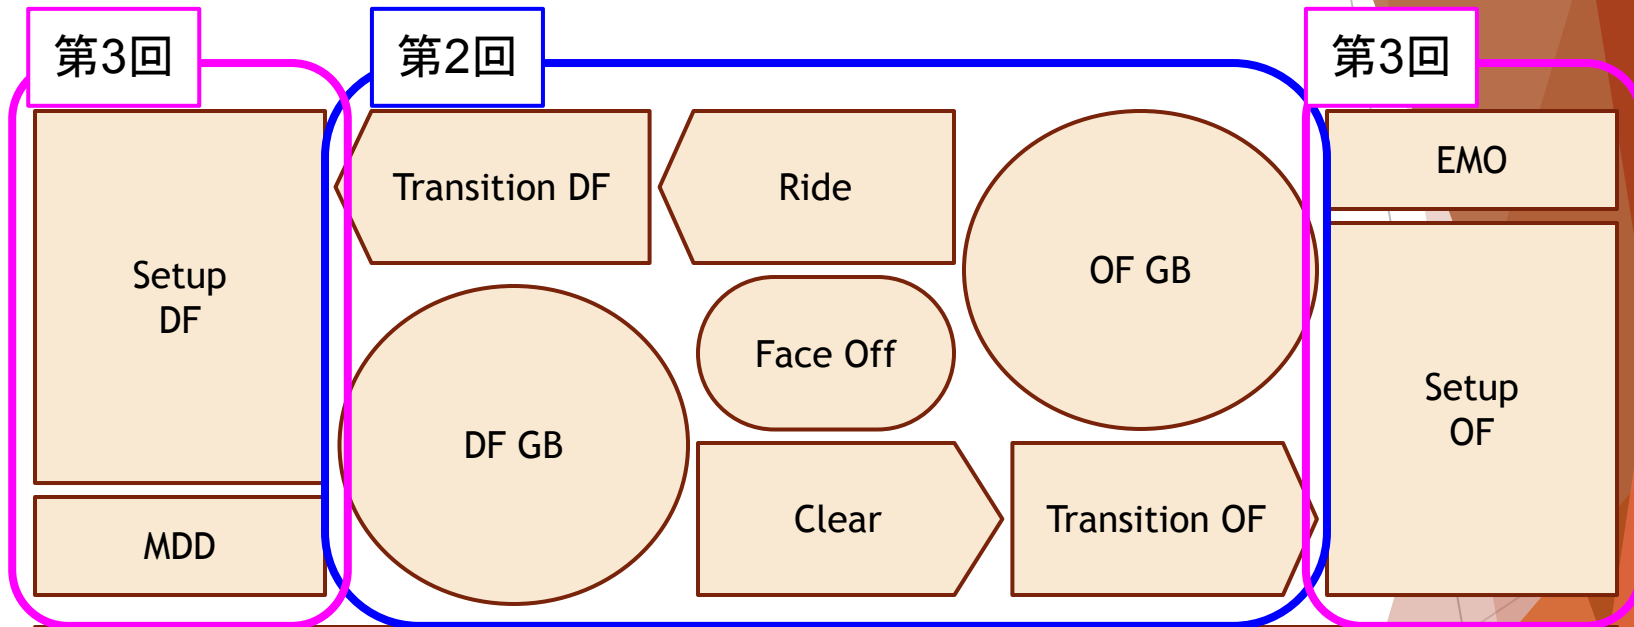 第3回
第2回
第3回
Setup
DF
MDD
Transition DF
Ride
DF GB
Face Off
OF GB
Clear
Transition OF
EMO
Setup
OF